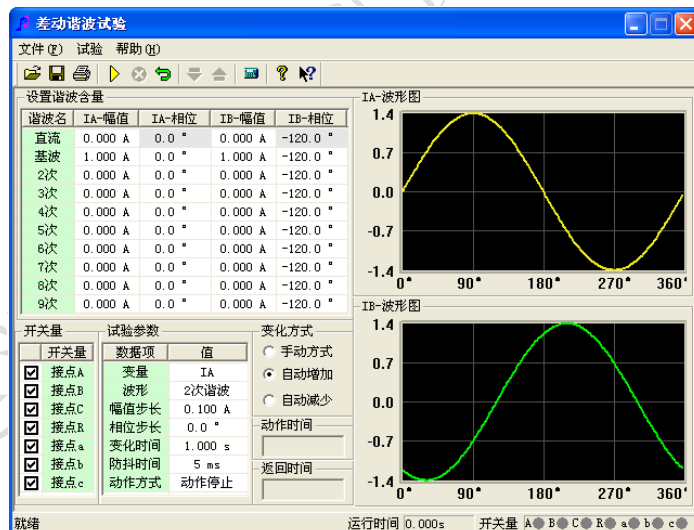 差动谐波试验
文件(F) 试验 帮助(H)
设置谐波含量
谐波名 IA-幅值 IA-相位 IB-幅值 IB-相位
直流 0.000 A 0.0 ° 0.000 A -120.0 °
基波 1.000 A 0.0 ° 1.000 A -120.0 °
2次 0.000 A 0.0 ° 0.000 A -120.0 °
3次 0.000 A 0.0 ° 0.000 A -120.0 °
4次 0.000 A 0.0 ° 0.000 A -120.0 °
5次 0.000 A 0.0 ° 0.000 A -120.0 °
6次 0.000 A 0.0 ° 0.000 A -120.0 °
7次 0.000 A 0.0 ° 0.000 A -120.0 °
8次 0.000 A 0.0 ° 0.000 A -120.0 °
9次 0.000 A 0.0 ° 0.000 A -120.0 °
IA-波形图
1.4
0.7
0.0
-0.7
-1.4
0° 90° 180° 270° 360°
IB-波形图
1.4
0.7
0.0
-0.7
-1.4
0° 90° 180° 270° 360°
开关量
开关量
接点A
接点B
接点C
接点R
接点a
接点b
接点c
试验参数
数据项 值
变量 IA
波形 2次谐波
幅值步长 0.100 A
相位步长 0.0 °
变化时间 1.000 s
防抖时间 5 ms
动作方式 动作停止
变化方式
手动方式
自动增加
自动减少
动作时间
返回时间
就绪 运行时间 0.000s 开关量 A B C R a b c